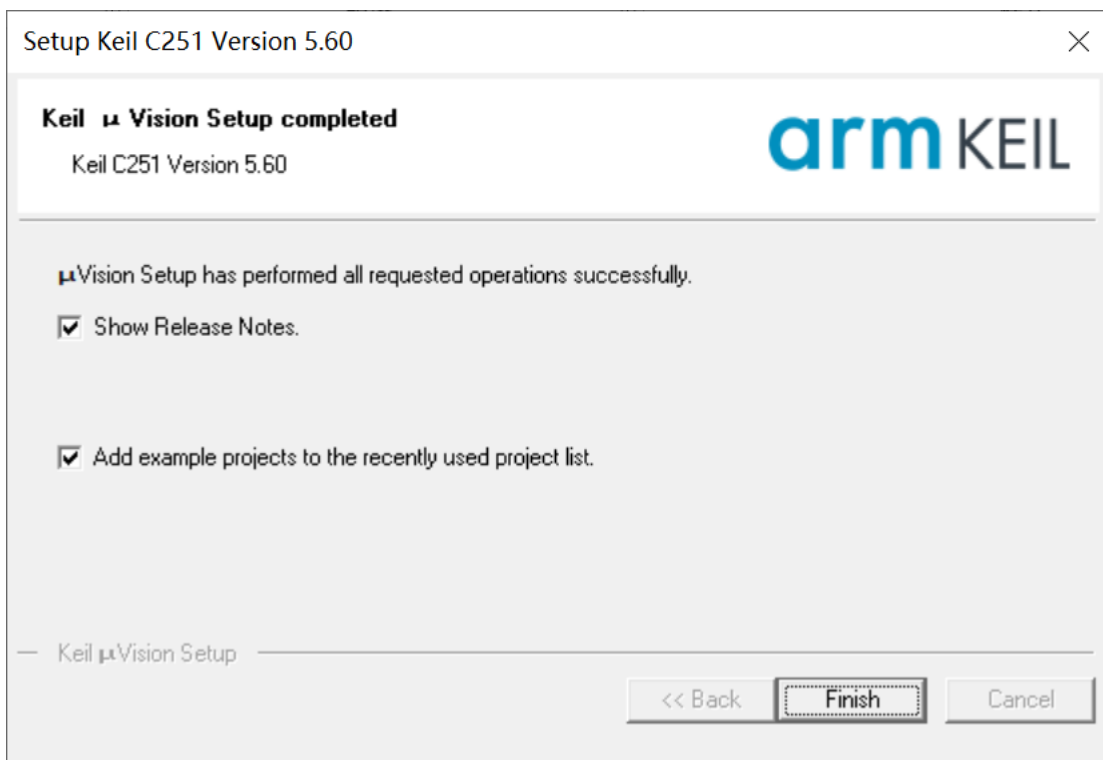 Setup Keil C251 Version 5.60
Keil μ Vision Setup completed
Keil C251 Version 5.60
arm KEIL
μVision Setup has performed all requested operations successfully.
Show Release Notes.
Add example projects to the recently used project list.
Keil μVision Setup
<< Back
Finish
Cancel